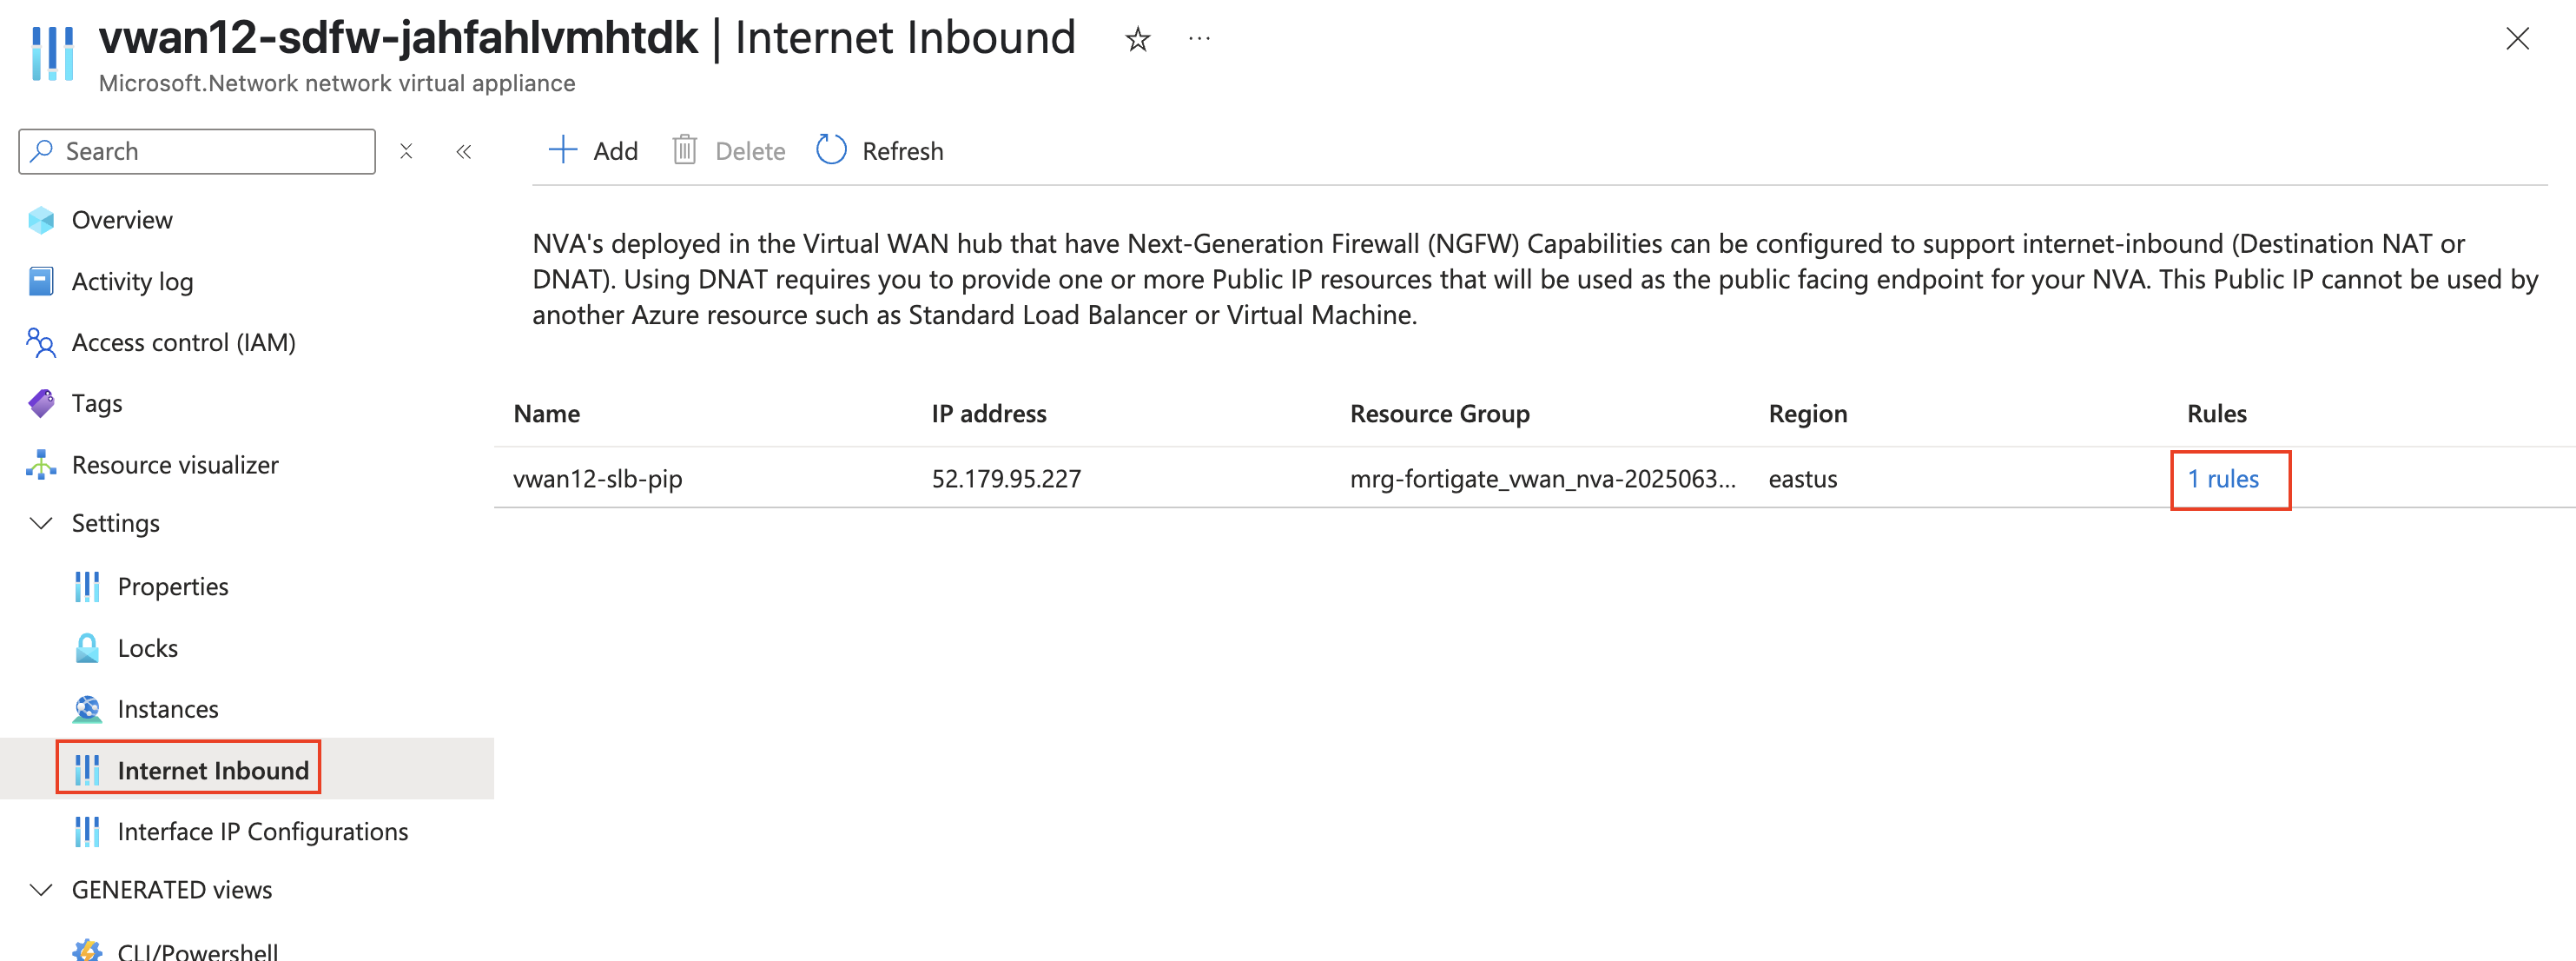 vwan12-sdfw-jahfahlvmhtdk | Internet Inbound
Microsoft.Network network virtual appliance
Search
Add Delete Refresh
Overview
Activity log
Access control (IAM)
Tags
Resource visualizer
Settings
Properties
Locks
Instances
Internet Inbound
Interface IP Configurations
GENERATED views
CLI/Powershell
NVA's deployed in the Virtual WAN hub that have Next-Generation Firewall (NGFW) Capabilities can be configured to support internet-inbound (Destination NAT or
DNAT). Using DNAT requires you to provide one or more Public IP resources that will be used as the public facing endpoint for your NVA. This Public IP cannot be used by
another Azure resource such as Standard Load Balancer or Virtual Machine.
Name IP address Resource Group Region Rules
vwan12-slb-pip 52.179.95.227 mrg-fortigate_vwan_nva-2025063... eastus 1 rules